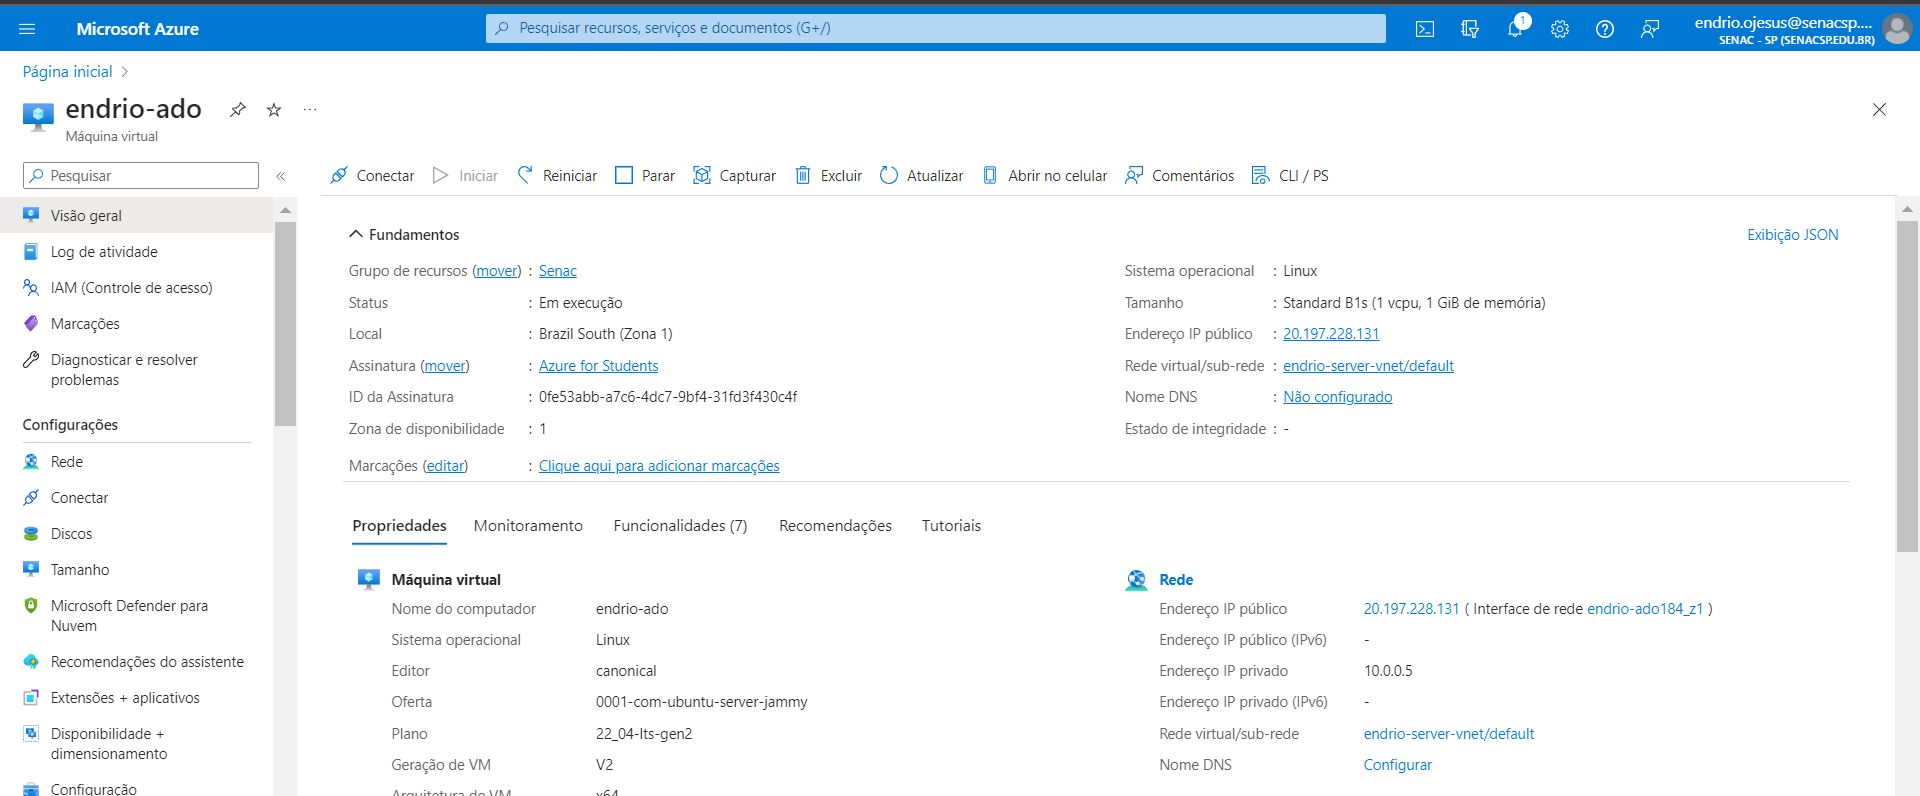 Microsoft Azure
Pesquisar recursos, serviços e documentos (G+/)
1
endrio.ojesus@senacsp....
SENAC - SP (SENACSP.EDU.BR)
Página inicial
endrio-ado
Máquina virtual
Pesquisar
Visão geral
Log de atividade
IAM (Controle de acesso)
Marcações
Diagnosticar e resolver
problemas
Configurações
Rede
Conectar
Discos
Tamanho
Microsoft Defender para
Nuvem
Recomendações do assistente
Extensões + aplicativos
Disponibilidade +
dimensionamento
Configuração
Conectar Iniciar Reiniciar Parar Capturar Excluir Atualizar Abrir no celular Comentários CLI / PS
Fundamentos
Exibição JSON
Grupo de recursos (mover) : Senac
Status : Em execução
Local : Brazil South (Zona 1)
Assinatura (mover) : Azure for Students
ID da Assinatura : 0fe53abb-a7c6-4dc7-9bf4-31fd3f430c4f
Zona de disponibilidade : 1
Marcações (editar) : Clique aqui para adicionar marcações
Sistema operacional : Linux
Tamanho : Standard B1s (1 vcpu, 1 GiB de memória)
Endereço IP público : 20.197.228.131
Rede virtual/sub-rede : endrio-server-vnet/default
Nome DNS : Não configurado
Estado de integridade : -
Propriedades Monitoramento Funcionalidades (7) Recomendações Tutoriais
Máquina virtual
Nome do computador endrio-ado
Sistema operacional Linux
Editor canonical
Oferta 0001-com-ubuntu-server-jammy
Plano 22_04-lts-gen2
Geração de VM V2
Arquitetura de VM x64
Rede
Endereço IP público 20.197.228.131 ( Interface de rede endrio-ado184_z1 )
Endereço IP público (IPv6) -
Endereço IP privado 10.0.0.5
Endereço IP privado (IPv6) -
Rede virtual/sub-rede endrio-server-vnet/default
Nome DNS Configurar